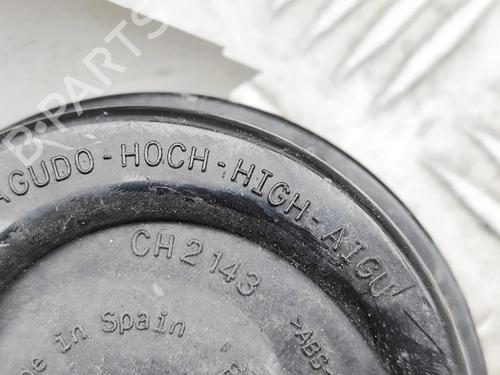 B-PARTS
AGUDO-HOCH-HIGH-AIGU
CH2143
in Spain
>ABS-